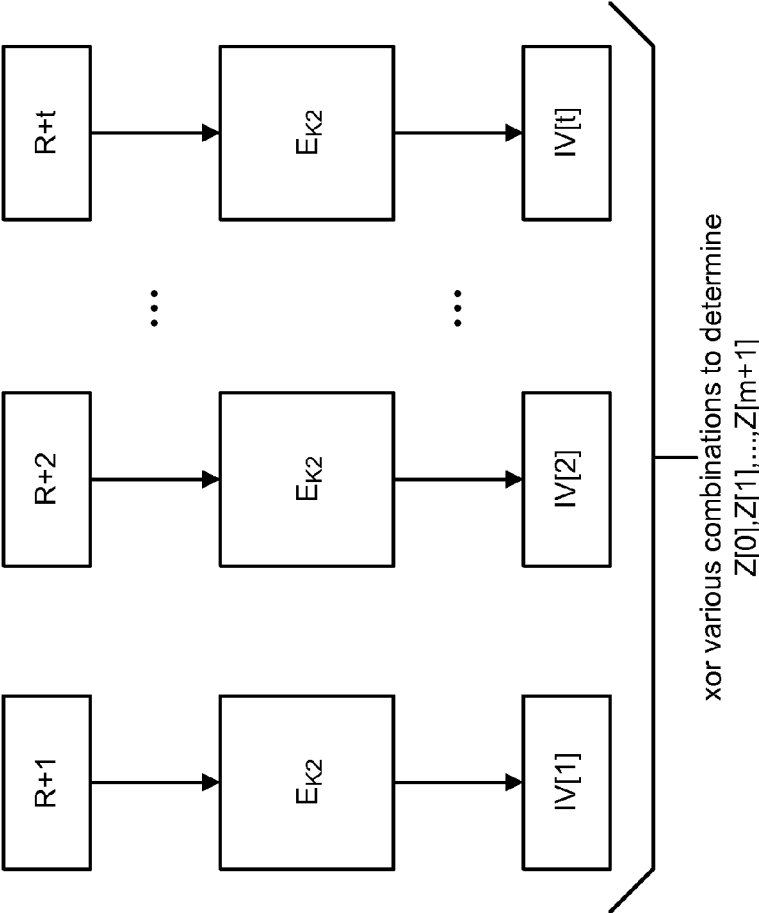 R+1
R+2
R+t
...
EK2
EK2
EK2
...
IV[1]
IV[2]
IV[t]
xor various combinations to determine
Z[0],Z[1],...,Z[m+1]